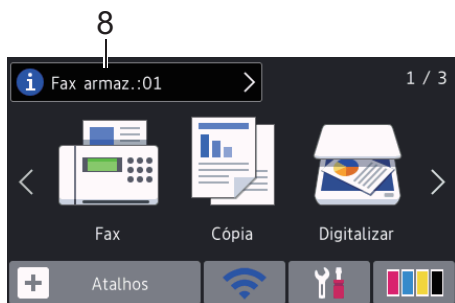 8
Fax armaz.:01
1 / 3
Fax
Cópia
Digitalizar
Atalhos